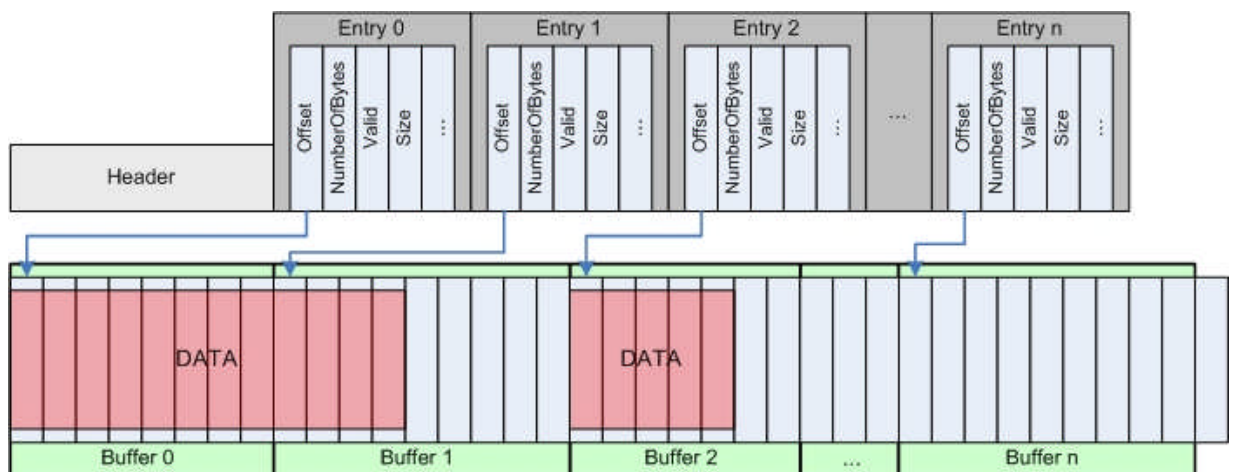 Entry 0
Entry 1
Entry 2
Entry n
Offset
NumberOfBytes
Valid
Size
...
Offset
NumberOfBytes
Valid
Size
...
Offset
NumberOfBytes
Valid
Size
...
...
Offset
NumberOfBytes
Valid
Size
...
Header
DATA
DATA
Buffer 0
Buffer 1
Buffer 2
...
Buffer n